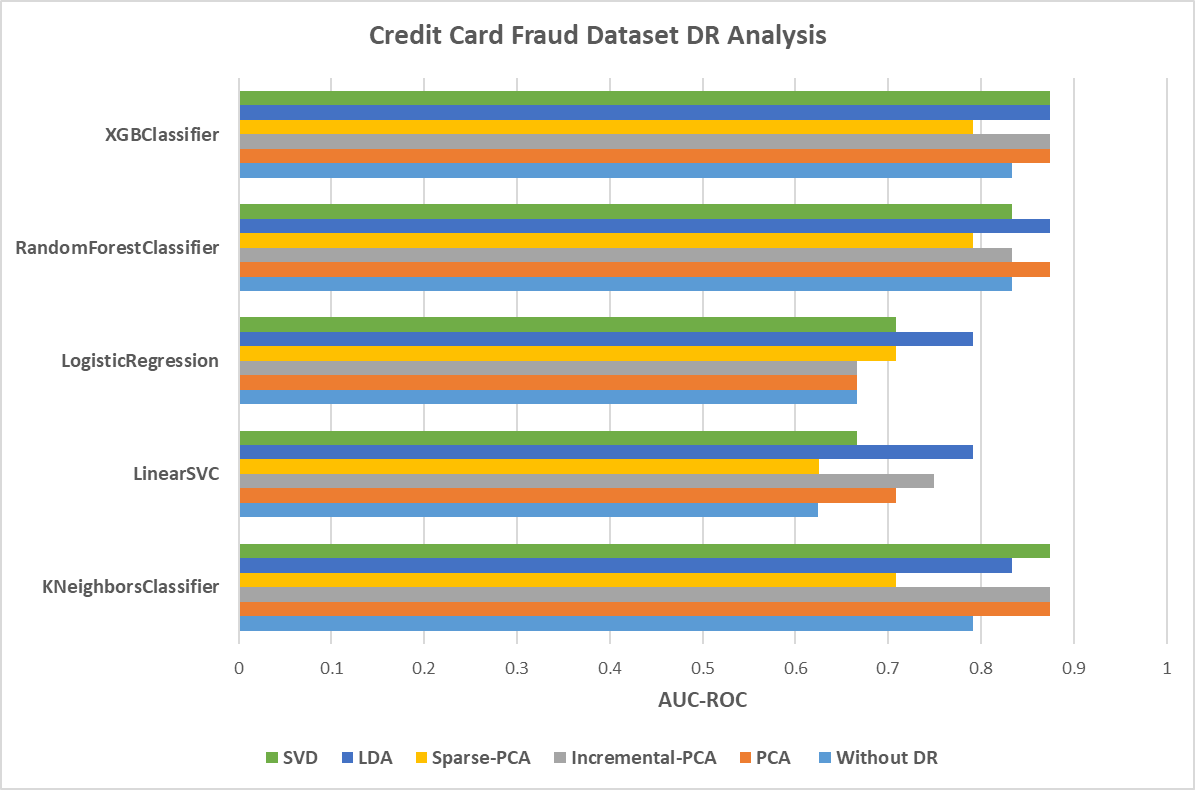 Credit Card Fraud Dataset DR Analysis
XGBClassifier
RandomForestClassifier
LogisticRegression
LinearSVC
KNeighborsClassifier
0 0.1 0.2 0.3 0.4 0.5 0.6 0.7 0.8 0.9 1
AUC-ROC
SVD LDA Sparse-PCA Incremental-PCA PCA Without DR